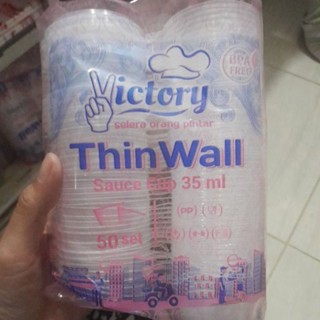 BPA
FREE
Victory
selera orang pintar
ThinWall
Sauce cup 35 ml
(PP)
50 set